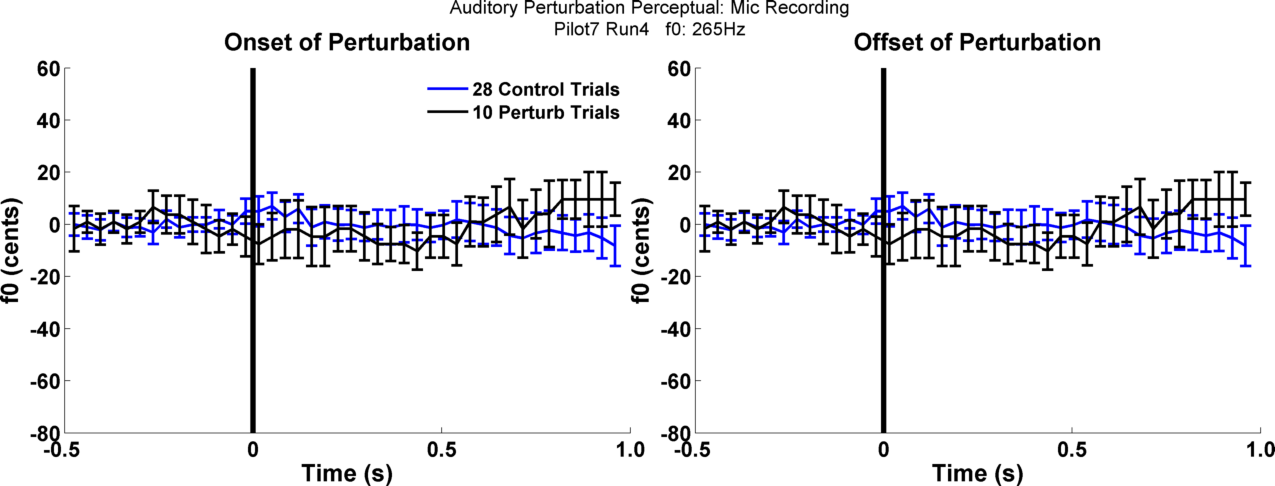 Auditory Perturbation Perceptual: Mic Recording
Pilot7 Run4 f0: 265Hz
Onset of Perturbation
60
40
20
0
-20
-40
-60
-80
f0 (cents)
28 Control Trials
10 Perturb Trials
-0.5
0
0.5
1.0
Time (s)
Offset of Perturbation
60
40
20
0
-20
-40
-60
-80
f0 (cents)
-0.5
0
0.5
1.0
Time (s)